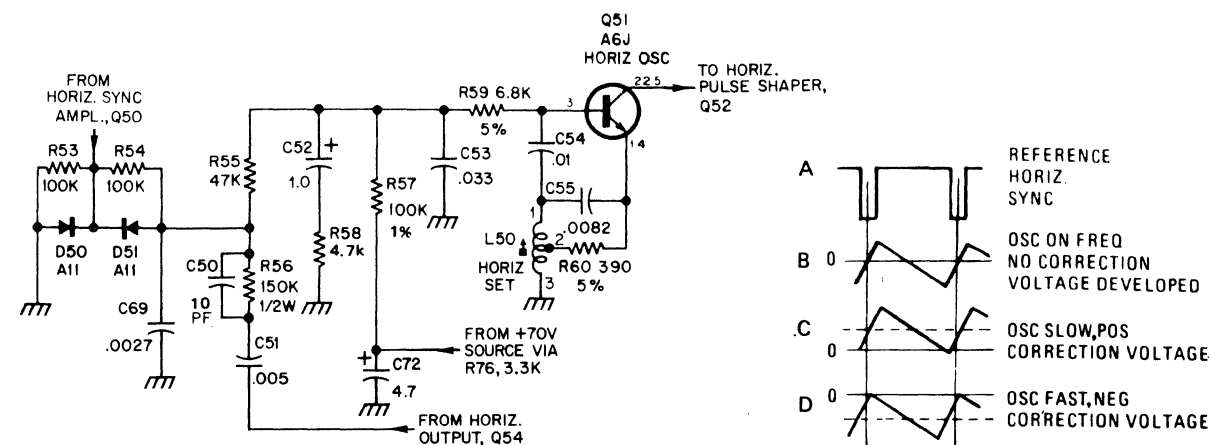 Q51
A6J
HORIZ OSC
FROM
HORIZ. SYNC
AMPL., Q50
R53
100K
R54
100K
D50
A11
D51
A11
C69
.0027
R55
47K
C50
10
PF.
R56
150K
1/2W
C51
.005
C52
+
1.0
R58
4.7k
R57
100K
1%
C53
.033
R59 6.8K
5%
3
22.5
1.4
TO HORIZ.
PULSE SHAPER,
Q52
C54
.01
C55
.0082
1
2
3
L50
HORIZ
SET
R60 390
5%
FROM +70V
SOURCE VIA
R76, 3.3K
+
C72
4.7
FROM HORIZ.
OUTPUT, Q54
A
REFERENCE
HORIZ.
SYNC
B
0
OSC ON FREQ
NO CORRECTION
VOLTAGE DEVELOPED
.C
0
OSC SLOW, POS
CORRECTION VOLTAGE
D
0
OSC FAST, NEG
CORRECTION VOLTAGE